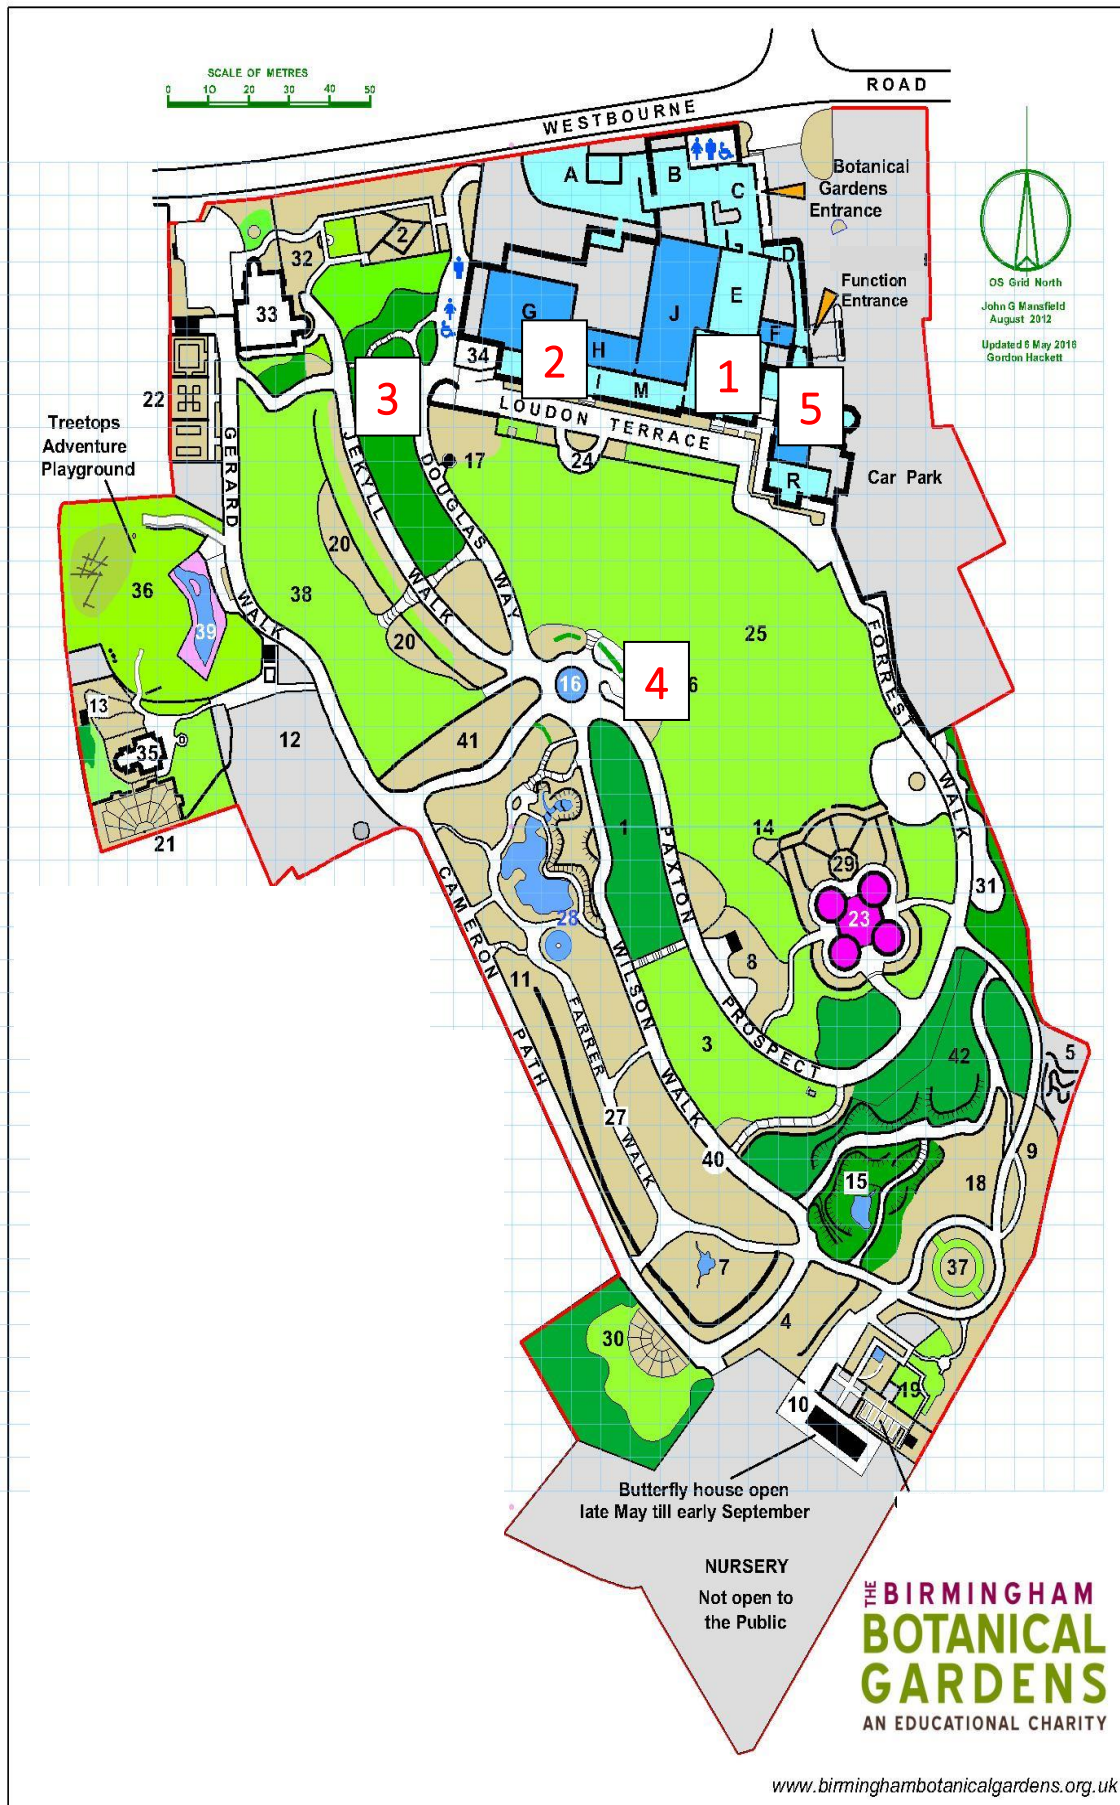 SCALE OF METRES
0 10 20 30 40 50
WESTBOURNE
ROAD
A
B
C
D
E
F
G
H
J
L
M
R
Botanical
Gardens
Entrance
Function
Entrance
OS Grid North
John G Mansfield
August 2012
Updated 6 May 2016
Gordon Hackett
2
32
33
34
2
1
5
3
22
Treetops
Adventure
Playground
LOUDON TERRACE
GERARD
WALK
JEKYLL
WALK
DOUGLAS
WAY
17
24
Car Park
20
20
36
38
39
25
FORREST
WALK
16
4
6
13
35
12
41
21
1
PAXTON
PROSPECT
14
29
23
31
CAMERON
PATH
28
WILSON
WALK
8
11
FARRER
WALK
3
42
5
27
40
9
15
18
7
37
4
30
19
10
Butterfly house open
late May till early September
NURSERY
Not open to
the Public
THE BIRMINGHAM
BOTANICAL
GARDENS
AN EDUCATIONAL CHARITY
www.birminghambotanicalgardens.org.uk